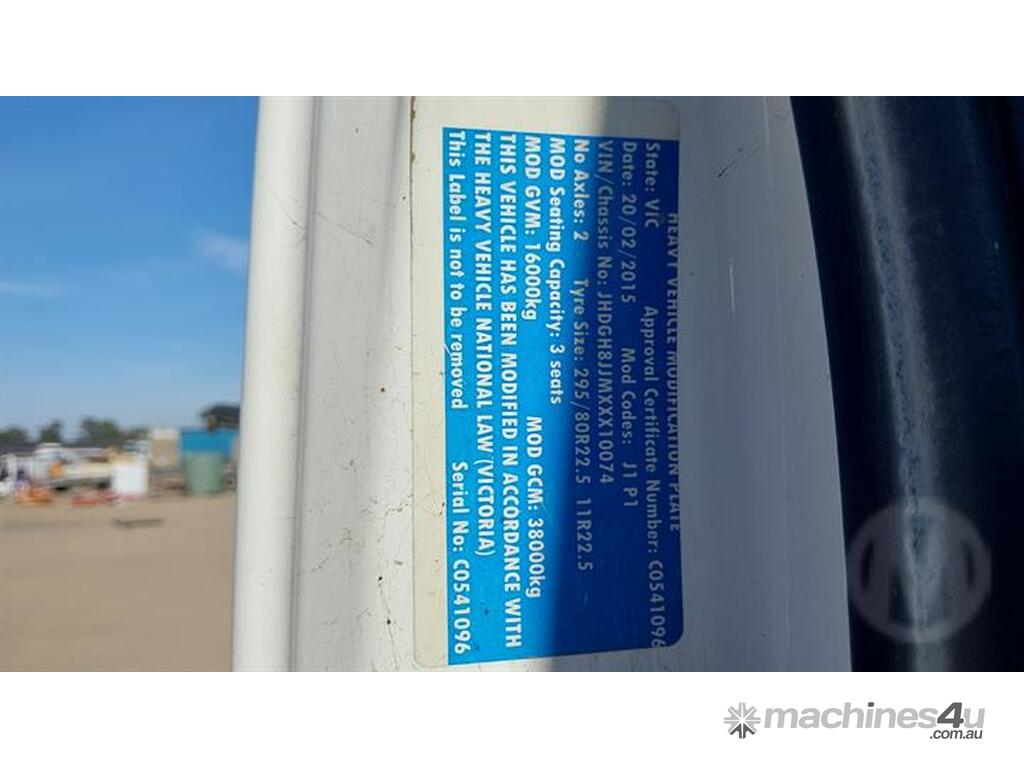 HEAVY VEHICLE MODIFICATION PLATE
State: VIC Approval Certificate Number: C0541096
Date: 20/02/2015 Mod Codes: J1 P1
VIN/Chassis No: JHDGH8JJMXXX10074
No Axles: 2 Tyre Size: 295/80R22.5 11R22.5
MOD Seating Capacity: 3 seats
MOD GVM: 16000kg MOD GCM: 38000kg
THIS VEHICLE HAS BEEN MODIFIED IN ACCORDANCE WITH
THE HEAVY VEHICLE NATIONAL LAW (VICTORIA)
This Label is not to be removed Serial No: C0541096
machines4u
.com.au